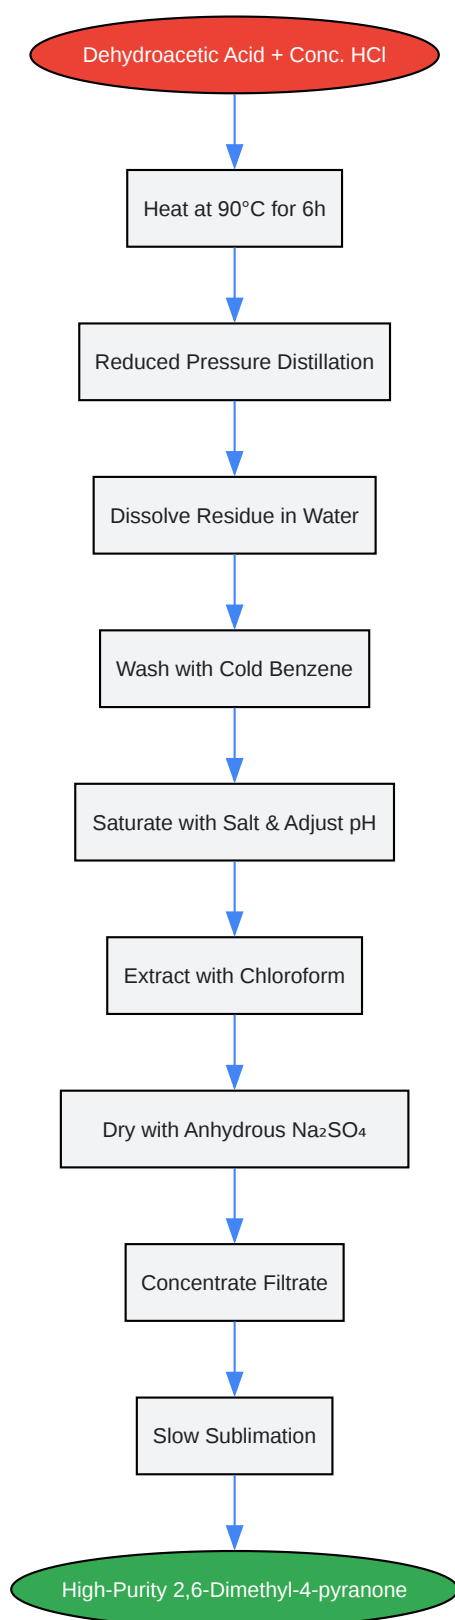 Dehydroacetic Acid + Conc. HCl
Heat at 90°C for 6h
Reduced Pressure Distillation
Dissolve Residue in Water
Wash with Cold Benzene
Saturate with Salt & Adjust pH
Extract with Chloroform
Dry with Anhydrous Na₂SO₄
Concentrate Filtrate
Slow Sublimation
High-Purity 2,6-Dimethyl-4-pyranone